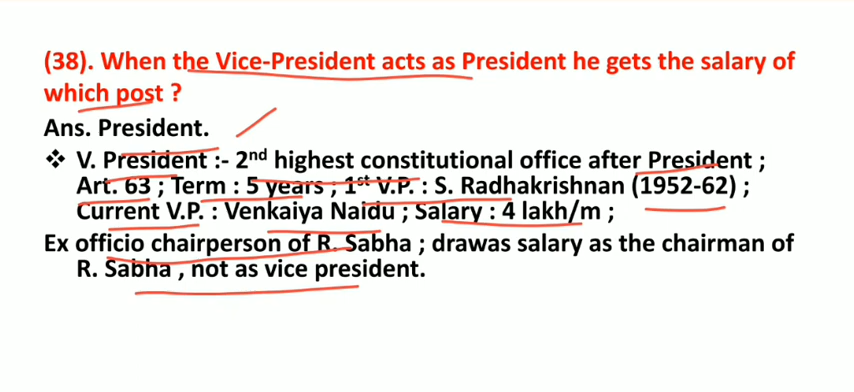 (38). When the Vice-President acts as President he gets the salary of
which post ?
Ans. President.
❖ V. President :- 2nd highest constitutional office after President ;
Art. 63 ; Term : 5 years ; 1st V.P. : S. Radhakrishnan (1952-62) ;
Current V.P. : Venkaiya Naidu ; Salary : 4 lakh/m ;
Ex officio chairperson of R. Sabha ; drawas salary as the chairman of
R. Sabha , not as vice president.